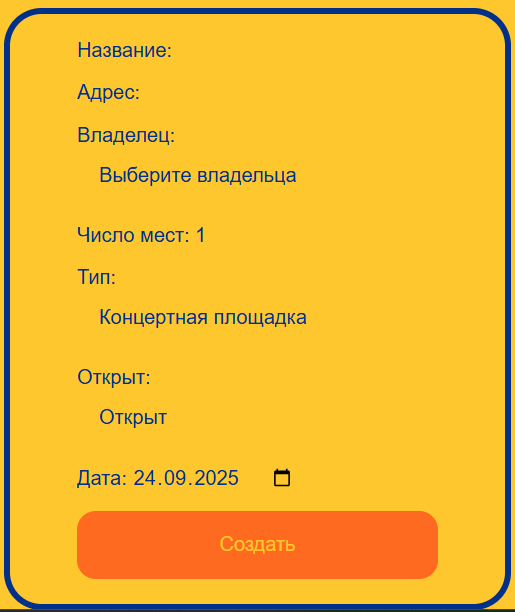 Название:
Адрес:
Владелец:
Выберите владельца
Число мест: 1
Тип:
Концертная площадка
Открыт:
Открыт
Дата: 24.09.2025
Создать